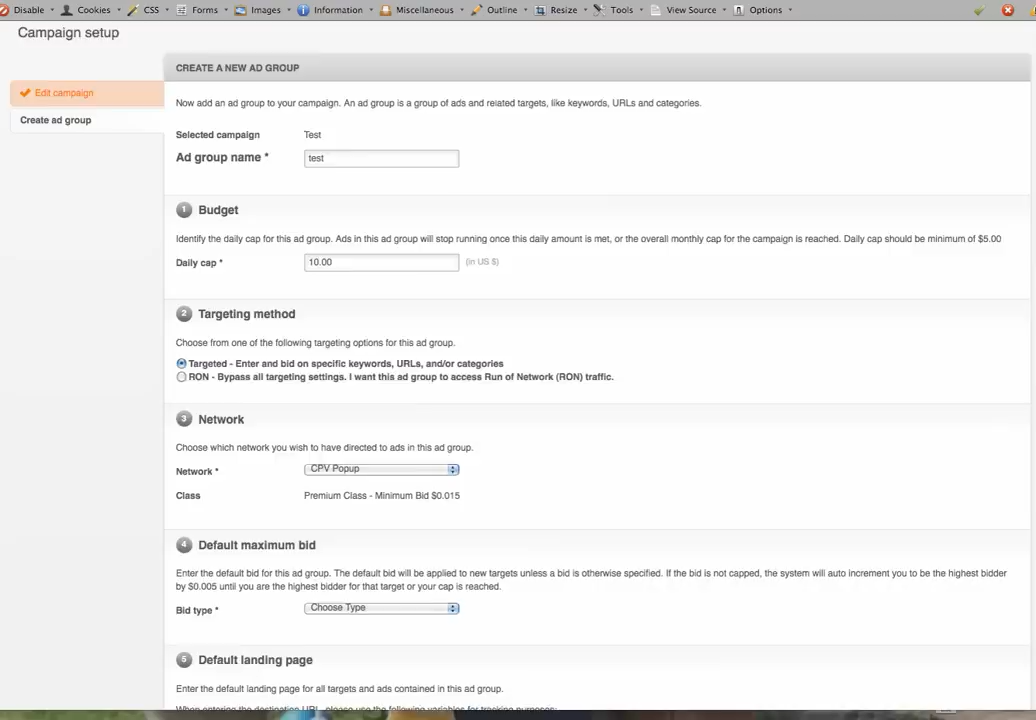 Disable Cookies CSS Forms Images Information Miscellaneous Outline Resize Tools View Source Options
Campaign setup
CREATE A NEW AD GROUP
Edit campaign
Create ad group
Now add an ad group to your campaign. An ad group is a group of ads and related targets, like keywords, URLs and categories.
Selected campaign Test
Ad group name * test
1 Budget
Identify the daily cap for this ad group. Ads in this ad group will stop running once this daily amount is met, or the overall monthly cap for the campaign is reached. Daily cap should be minimum of $5.00
Daily cap * 10.00 (in US $)
2 Targeting method
Choose from one of the following targeting options for this ad group.
Targeted - Enter and bid on specific keywords, URLs, and/or categories
RON - Bypass all targeting settings. I want this ad group to access Run of Network (RON) traffic.
3 Network
Choose which network you wish to have directed to ads in this ad group.
Network * CPV Popup
Class Premium Class - Minimum Bid $0.015
4 Default maximum bid
Enter the default bid for this ad group. The default bid will be applied to new targets unless a bid is otherwise specified. If the bid is not capped, the system will auto increment you to be the highest bidder
by $0.005 until you are the highest bidder for that target or your cap is reached.
Bid type * Choose Type
5 Default landing page
Enter the default landing page for all targets and ads contained in this ad group.
When entering the destination URL, please use the following variables for tracking purposes: